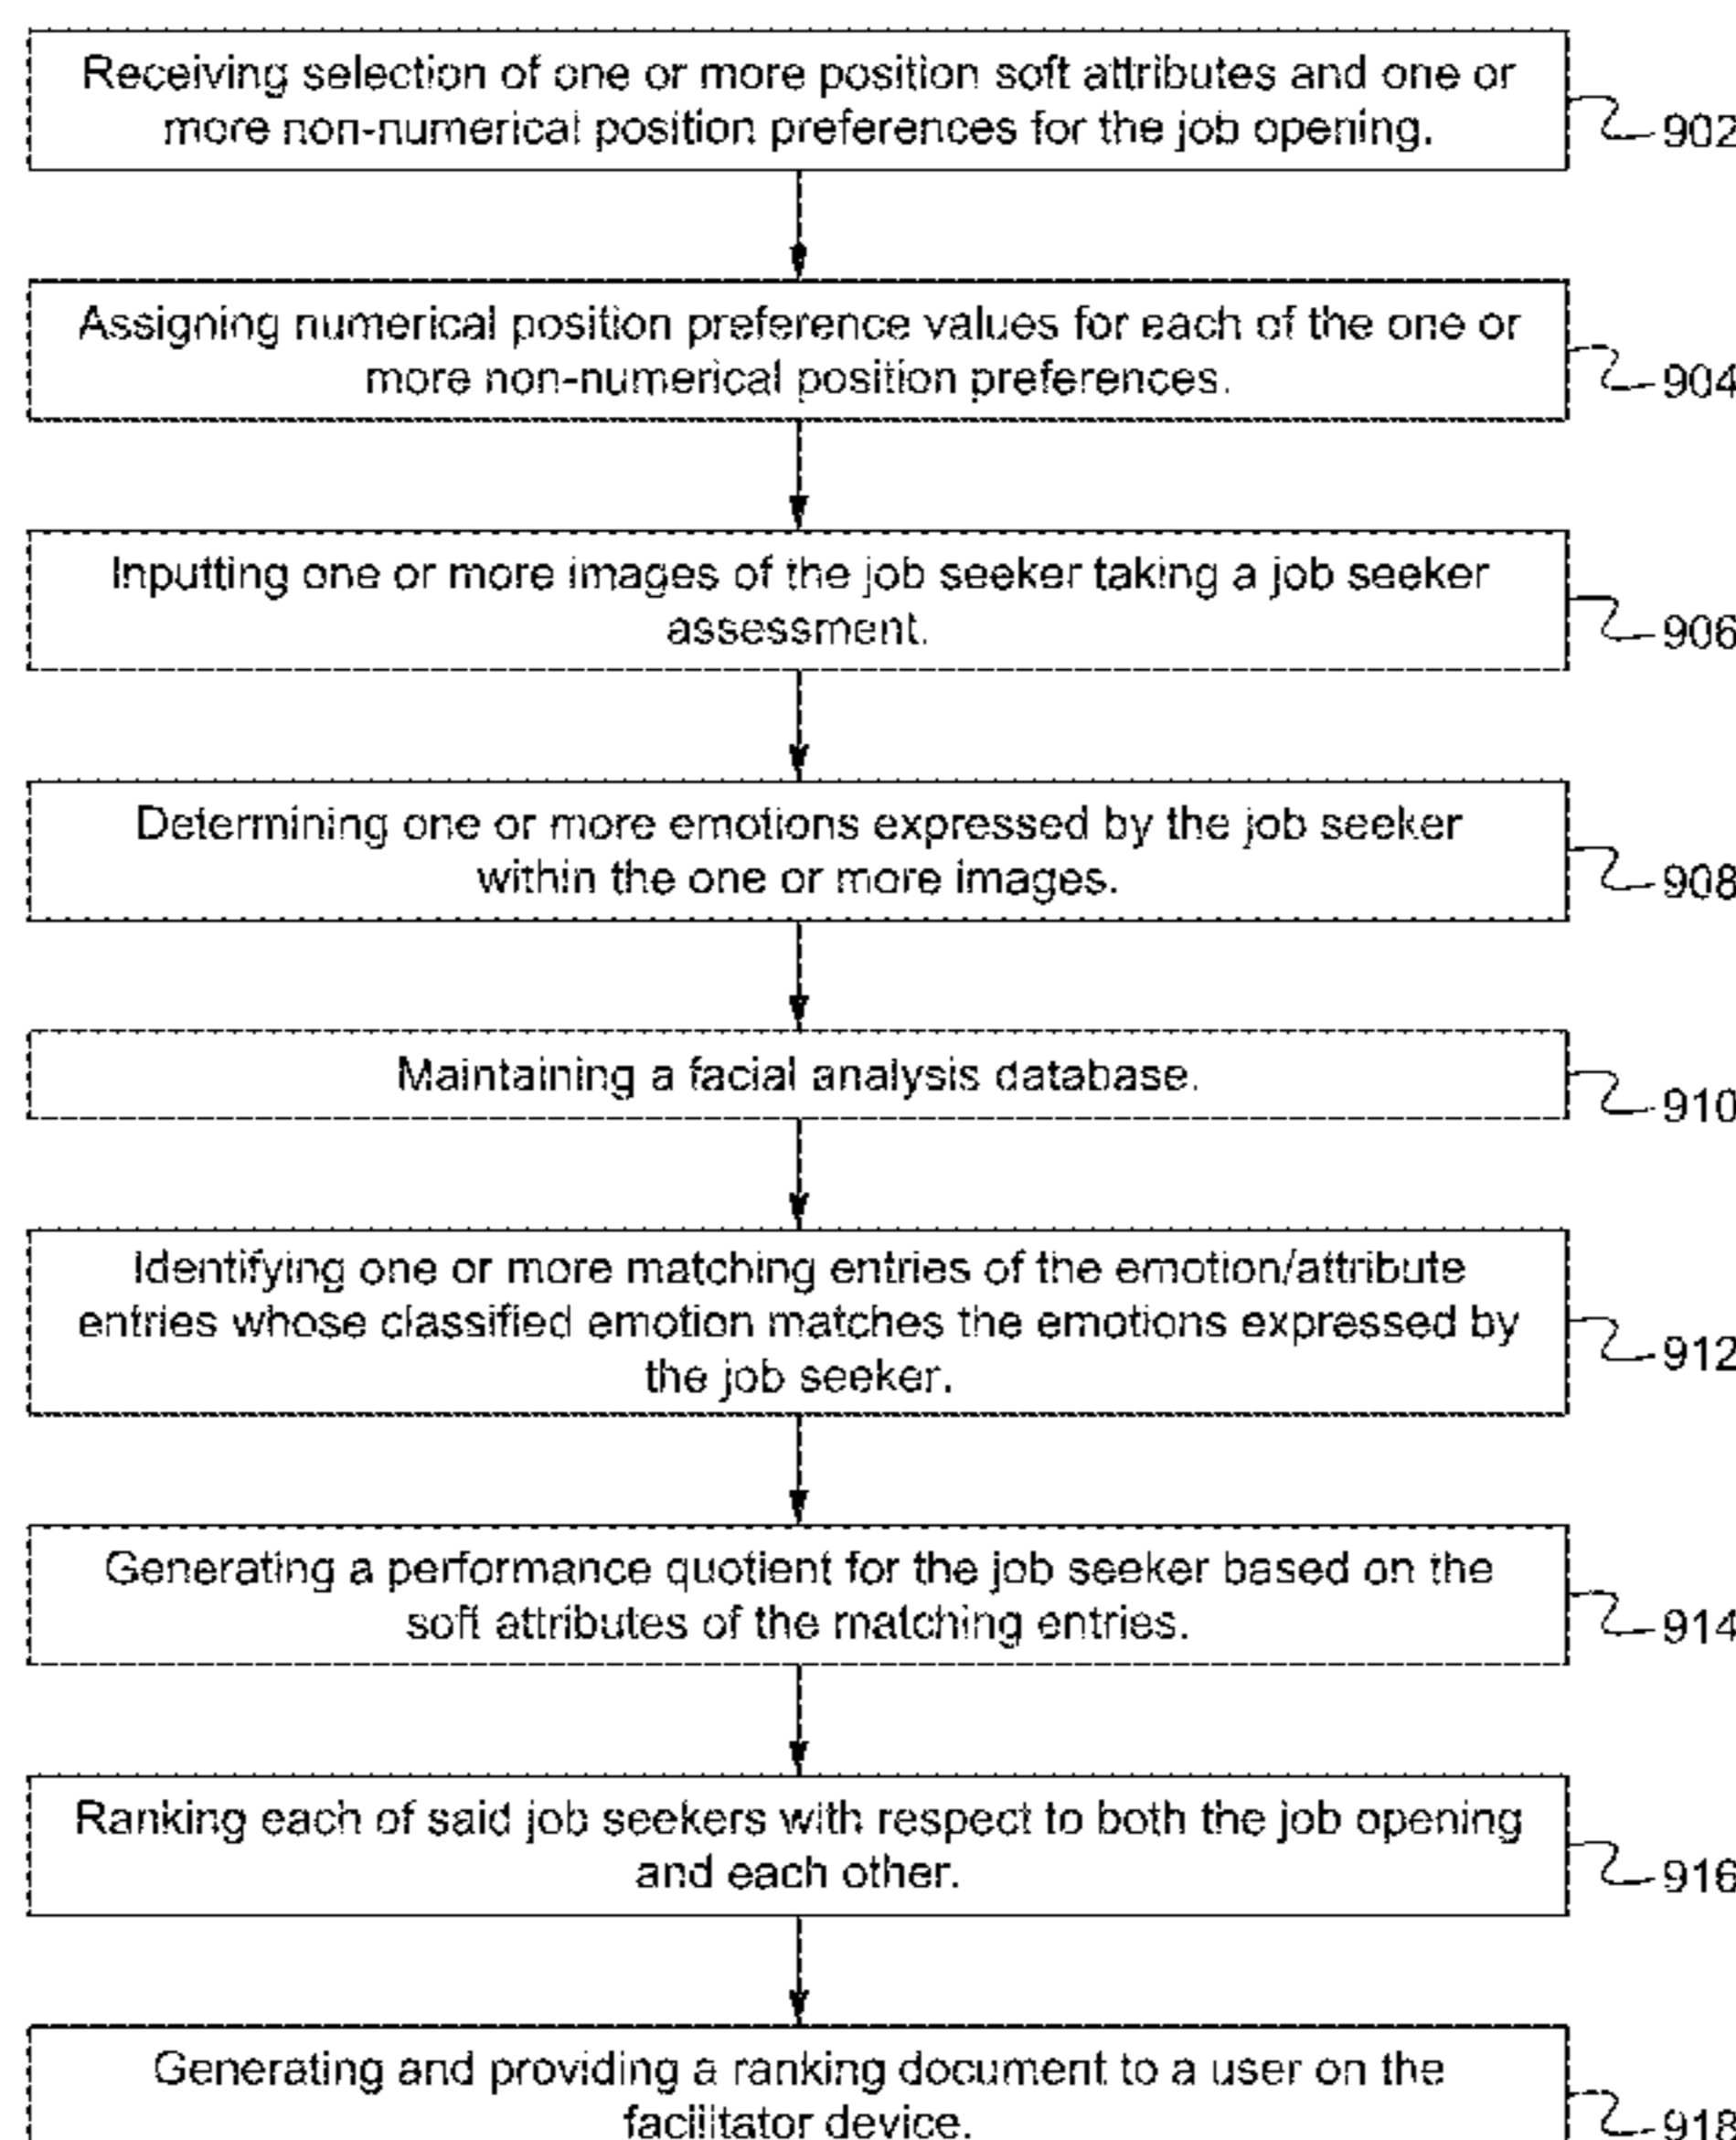 Receiving selection of one or more position soft attributes and one or
more non-numerical position preferences for the job opening.
902
Assigning numerical position preference values for each of the one or
more non-numerical position preferences.
904
Inputting one or more images of the job seeker taking a job seeker
assessment.
906
Determining one or more emotions expressed by the job seeker
within the one or more images.
908
Maintaining a facial analysis database.
910
Identifying one or more matching entries of the emotion/attribute
entries whose classified emotion matches the emotions expressed by
the job seeker.
912
Generating a performance quotient for the job seeker based on the
soft attributes of the matching entries.
914
Ranking each of said job seekers with respect to both the job opening
and each other.
916
Generating and providing a ranking document to a user on the
facilitator device.
918